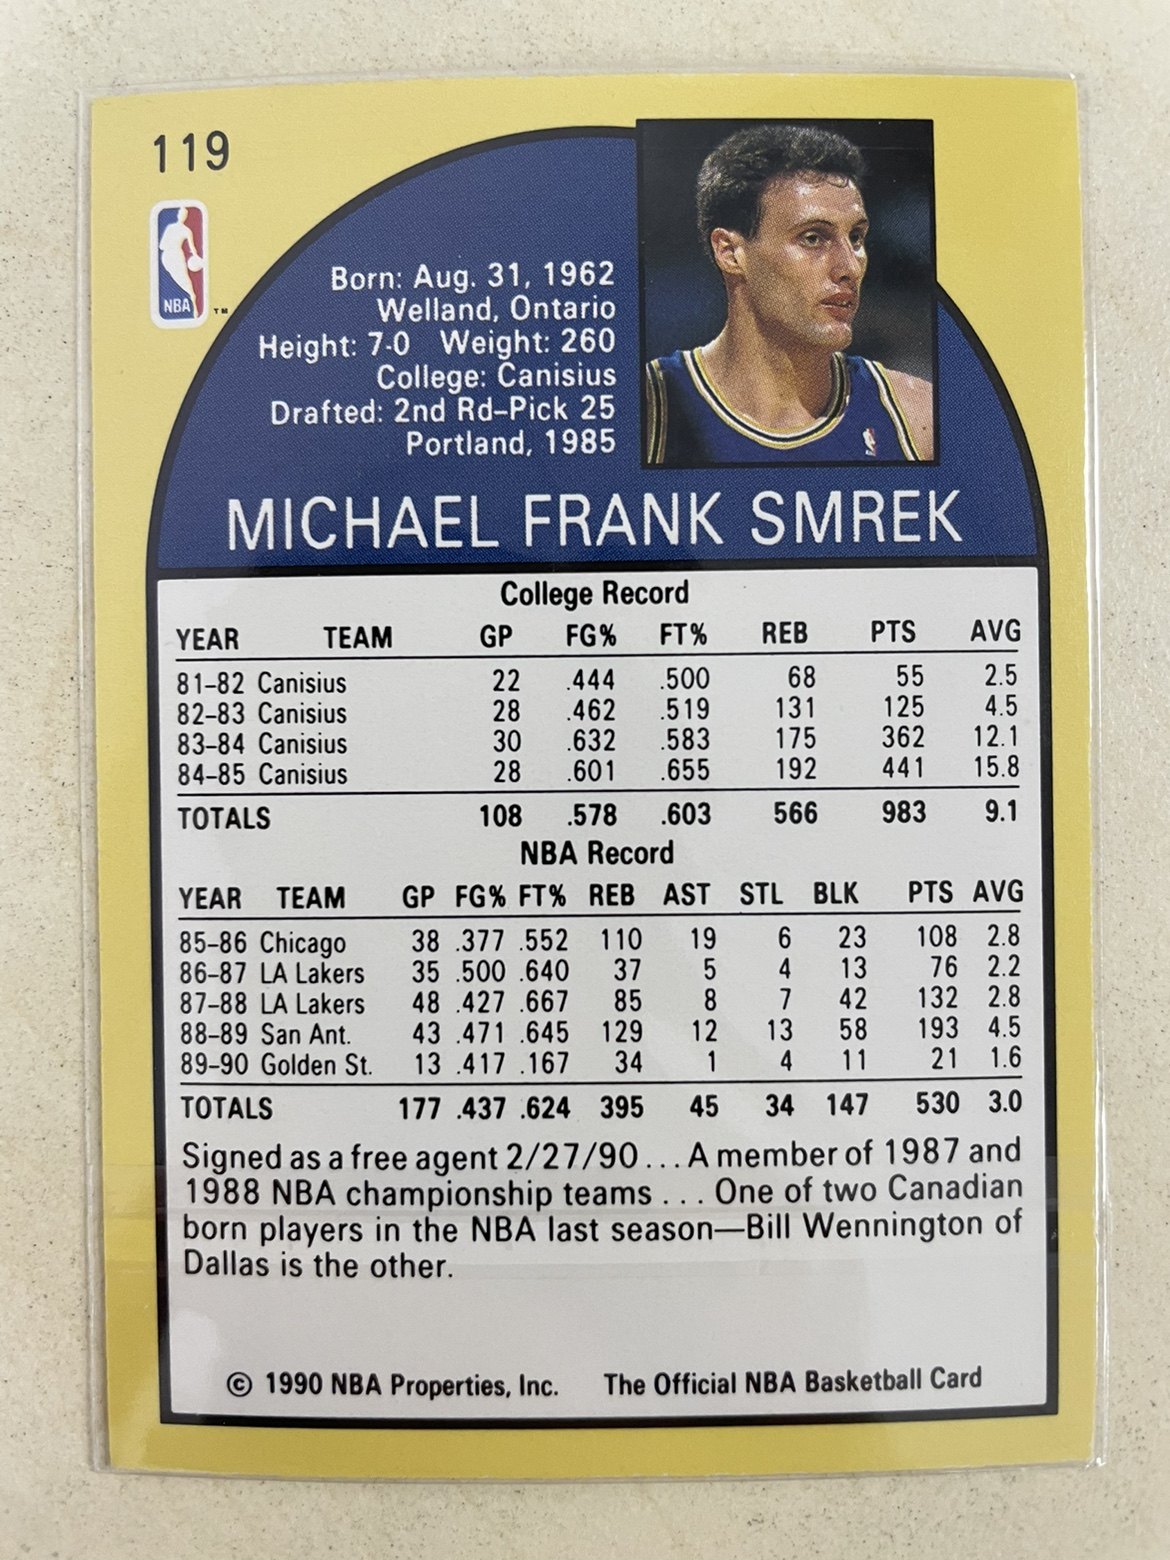 119
NBA
TM
Born: Aug. 31, 1962
Welland, Ontario
Height: 7-0 Weight: 260
College: Canisius
Drafted: 2nd Rd-Pick 25
Portland, 1985
MICHAEL FRANK SMREK
College Record
YEAR TEAM GP FG% FT% REB PTS AVG
81-82 Canisius 22 .444 .500 68 55 2.5
82-83 Canisius 28 .462 .519 131 125 4.5
83-84 Canisius 30 .632 .583 175 362 12.1
84-85 Canisius 28 .601 .655 192 441 15.8
TOTALS 108 .578 .603 566 983 9.1
NBA Record
YEAR TEAM GP FG% FT% REB AST STL BLK PTS AVG
85-86 Chicago 38 .377 .552 110 19 6 23 108 2.8
86-87 LA Lakers 35 .500 .640 37 5 4 13 76 2.2
87-88 LA Lakers 48 .427 .667 85 8 7 42 132 2.8
88-89 San Ant. 43 .471 .645 129 12 13 58 193 4.5
89-90 Golden St. 13 .417 .167 34 1 4 11 21 1.6
TOTALS 177 .437 .624 395 45 34 147 530 3.0
Signed as a free agent 2/27/90 ... A member of 1987 and
1988 NBA championship teams ... One of two Canadian
born players in the NBA last season—Bill Wennington of
Dallas is the other.
© 1990 NBA Properties, Inc. The Official NBA Basketball Card